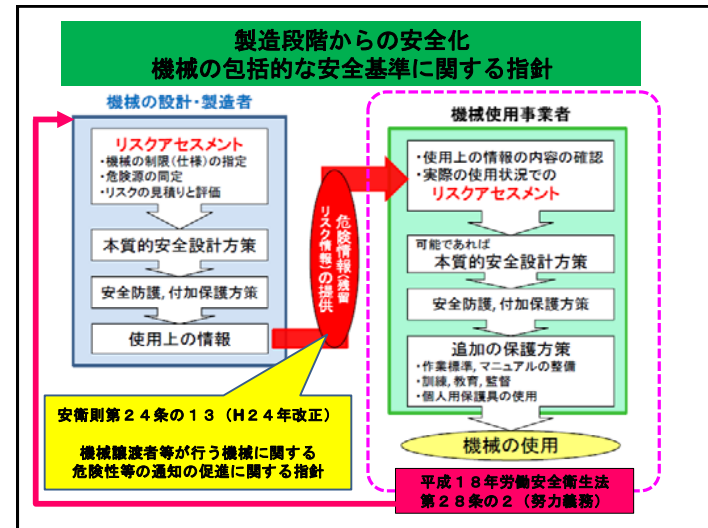 製造段階からの安全化
機械の包括的な安全基準に関する指針
機械の設計・製造者
リスクアセスメント
・機械の制限(仕様)の指定
・危険源の同定
・リスクの見積りと評価
本質的安全設計方策
安全防護,付加保護方策
使用上の情報
危険情報(残留
リスク情報)の提供
機械使用事業者
・使用上の情報の内容の確認
・実際の使用状況での
リスクアセスメント
可能であれば
本質的安全設計方策
安全防護,付加保護方策
追加の保護方策
・作業標準,マニュアルの整備
・訓練,教育,監督
・個人用保護具の使用
機械の使用
安衛則第24条の13(H24年改正)
機械譲渡者等が行う機械に関する
危険性等の通知の促進に関する指針
平成18年労働安全衛生法
第28条の2(努力義務)